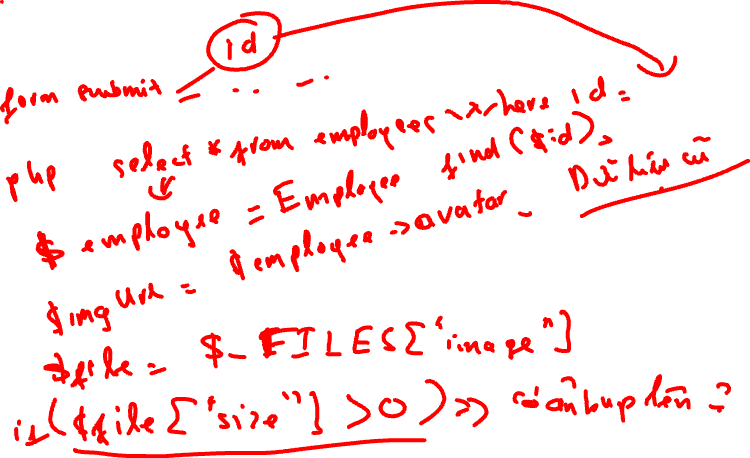 id
form submit - .. -.
php select * from employees where id =
$ employee = Employee find($id), Dữ liệu cũ
$imgUrl = $employee->avatar
$file = $_FILES["image"]
if($file["size"] > 0) => có ảnh up lên ?